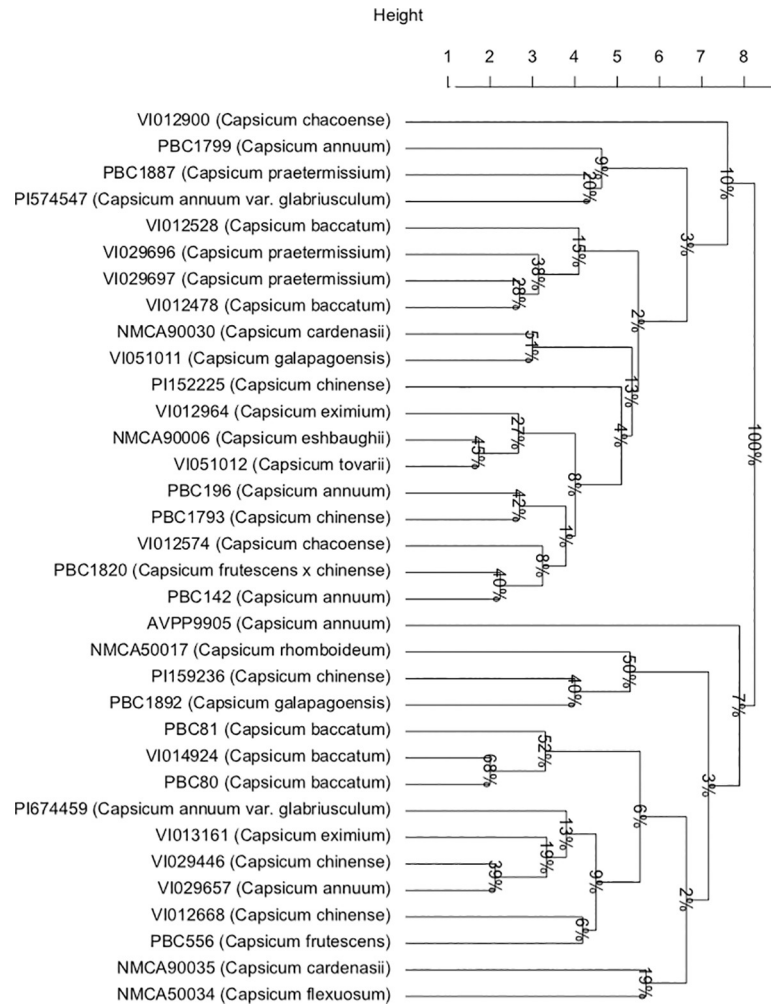 Height
1 2 3 4 5 6 7 8
VI012900 (Capsicum chacoense)
PBC1799 (Capsicum annuum)
9%
10%
PBC1887 (Capsicum praetermissium)
20%
PI574547 (Capsicum annuum var. glabriusculum)
VI012528 (Capsicum baccatum)
15%
3%
VI029696 (Capsicum praetermissium)
38%
VI029697 (Capsicum praetermissium)
28%
VI012478 (Capsicum baccatum)
2%
NMCA90030 (Capsicum cardenasii)
51%
VI051011 (Capsicum galapagoensis)
13%
PI152225 (Capsicum chinense)
VI012964 (Capsicum eximium)
27%
4%
100%
NMCA90006 (Capsicum eshbaughii)
45%
VI051012 (Capsicum tovarii)
8%
PBC196 (Capsicum annuum)
42%
PBC1793 (Capsicum chinense)
1%
VI012574 (Capsicum chacoense)
8%
PBC1820 (Capsicum frutescens x chinense)
40%
PBC142 (Capsicum annuum)
AVPP9905 (Capsicum annuum)
NMCA50017 (Capsicum rhomboideum)
50%
PI159236 (Capsicum chinense)
40%
7%
PBC1892 (Capsicum galapagoensis)
PBC81 (Capsicum baccatum)
52%
VI014924 (Capsicum baccatum)
68%
3%
PBC80 (Capsicum baccatum)
PI674459 (Capsicum annuum var. glabriusculum)
13%
6%
VI013161 (Capsicum eximium)
19%
VI029446 (Capsicum chinense)
39%
9%
VI029657 (Capsicum annuum)
2%
VI012668 (Capsicum chinense)
6%
PBC556 (Capsicum frutescens)
NMCA90035 (Capsicum cardenasii)
19%
NMCA50034 (Capsicum flexuosum)